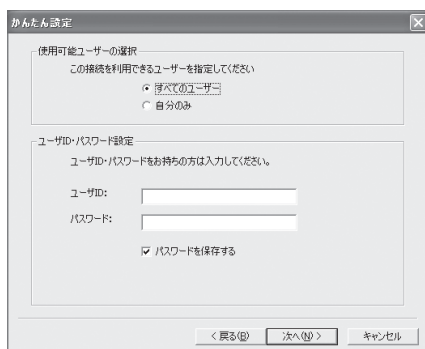 かんたん設定
使用可能ユーザーの選択
この接続を利用できるユーザーを指定してください
すべてのユーザー
自分のみ
ユーザID・パスワード設定
ユーザID・パスワードをお持ちの方は入力してください。
ユーザID:
パスワード:
パスワードを保存する
< 戻る(B) 次へ(N) > キャンセル